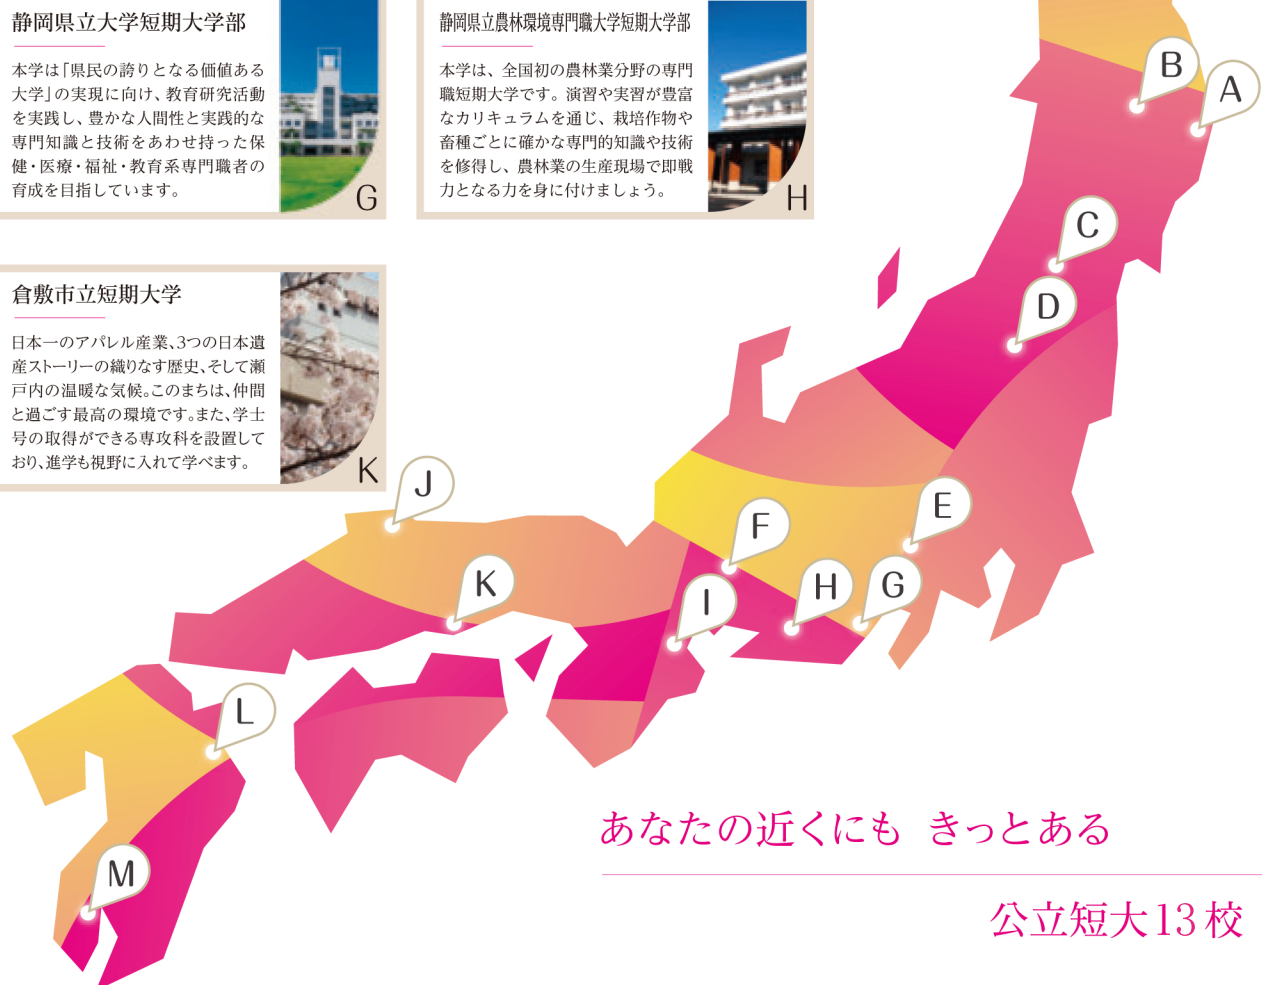 静岡県立大学短期大学部
本学は「県民の誇りとなる価値ある
大学」の実現に向け、教育研究活動
を実践し、豊かな人間性と実践的な
専門知識と技術をあわせ持った保
健・医療・福祉・教育系専門職者の
育成を目指しています。
G
静岡県立農林環境専門職大学短期大学部
本学は、全国初の農林業分野の専門
職短期大学です。演習や実習が豊富
なカリキュラムを通じ、栽培作物や
畜種ごとに確かな専門的知識や技術
を修得し、農林業の生産現場で即戦
力となる力を身に付けましょう。
H
倉敷市立短期大学
日本一のアパレル産業、3つの日本遺
産ストーリーの織りなす歴史、そして瀬
戸内の温暖な気候。このまちは、仲間
と過ごす最高の環境です。また、学士
号の取得ができる専攻科を設置して
おり、進学も視野に入れて学べます。
K
B
A
C
D
E
F
G
H
I
J
K
L
M
あなたの近くにも きっとある
公立短大13校